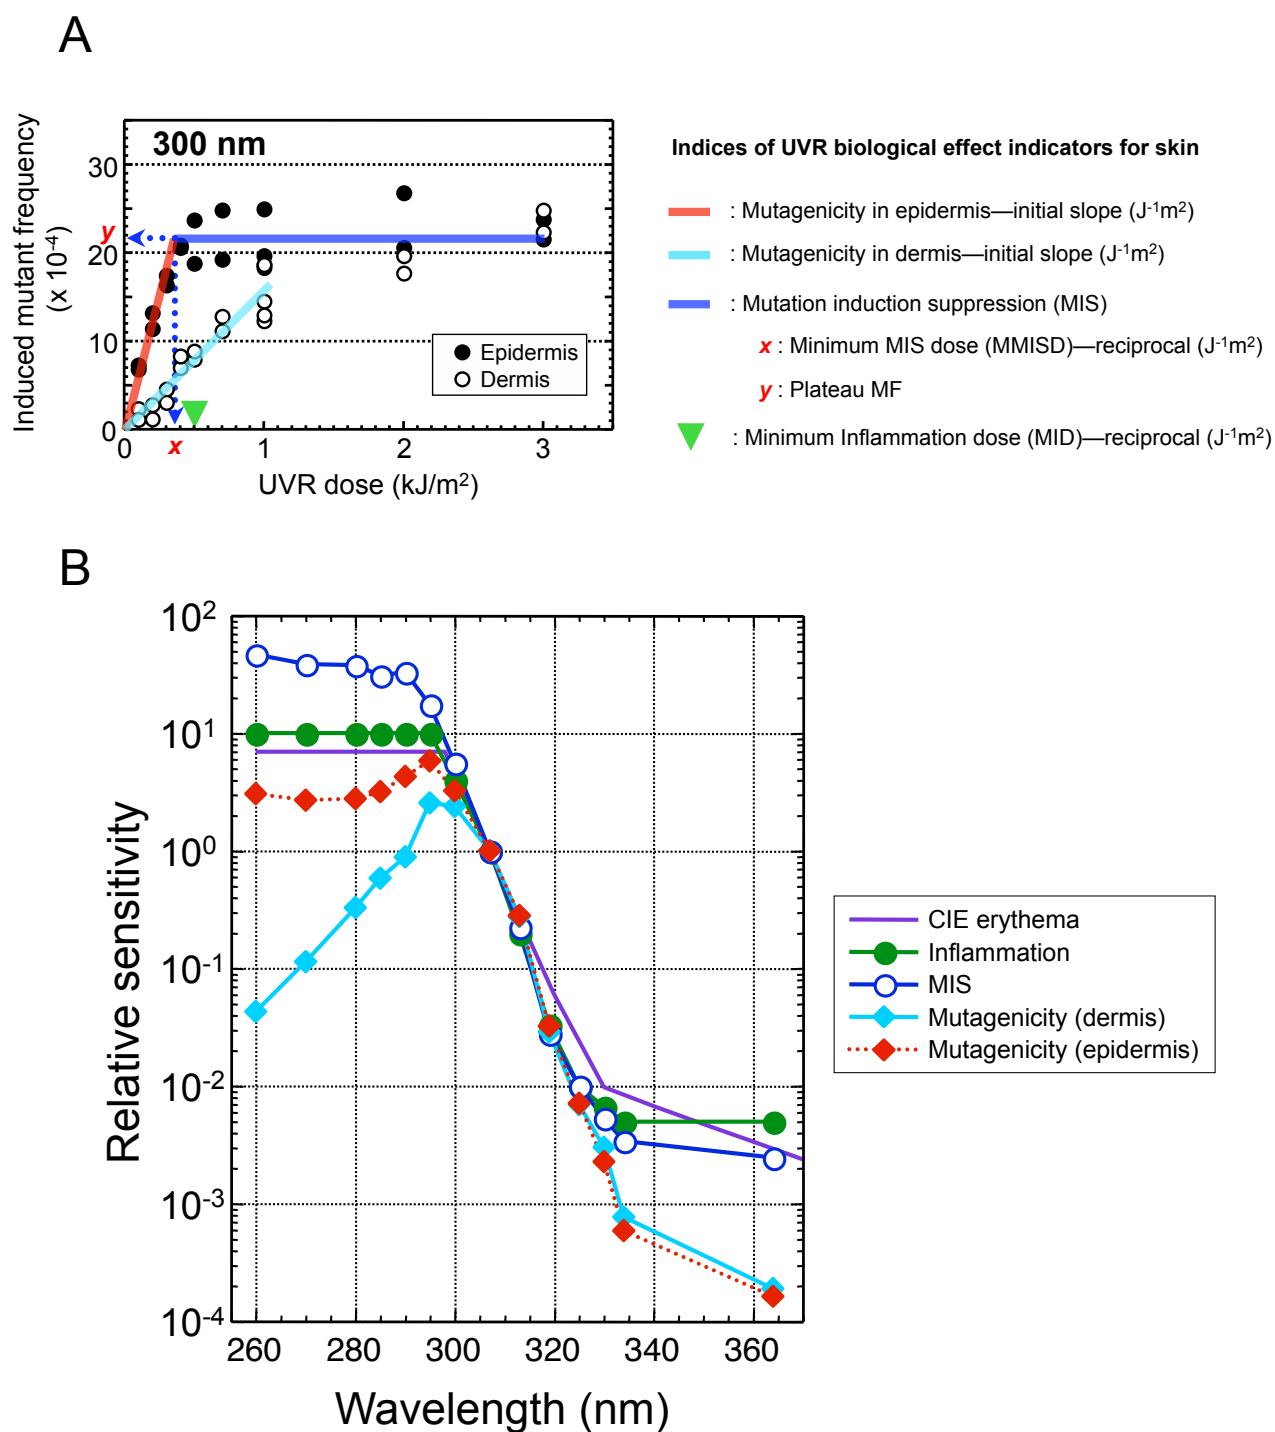 A
300 nm
Induced mutant frequency
(x 10-4)
30
20
10
0
y
x
0
1
2
3
UVR dose (kJ/m2)
Epidermis
Dermis
Indices of UVR biological effect indicators for skin
: Mutagenicity in epidermis—initial slope (J-1m2)
: Mutagenicity in dermis—initial slope (J-1m2)
: Mutation induction suppression (MIS)
x : Minimum MIS dose (MMISD)—reciprocal (J-1m2)
y : Plateau MF
: Minimum Inflammation dose (MID)—reciprocal (J-1m2)
B
Relative sensitivity
102
101
100
10-1
10-2
10-3
10-4
260
280
300
320
340
360
Wavelength (nm)
CIE erythema
Inflammation
MIS
Mutagenicity (dermis)
Mutagenicity (epidermis)